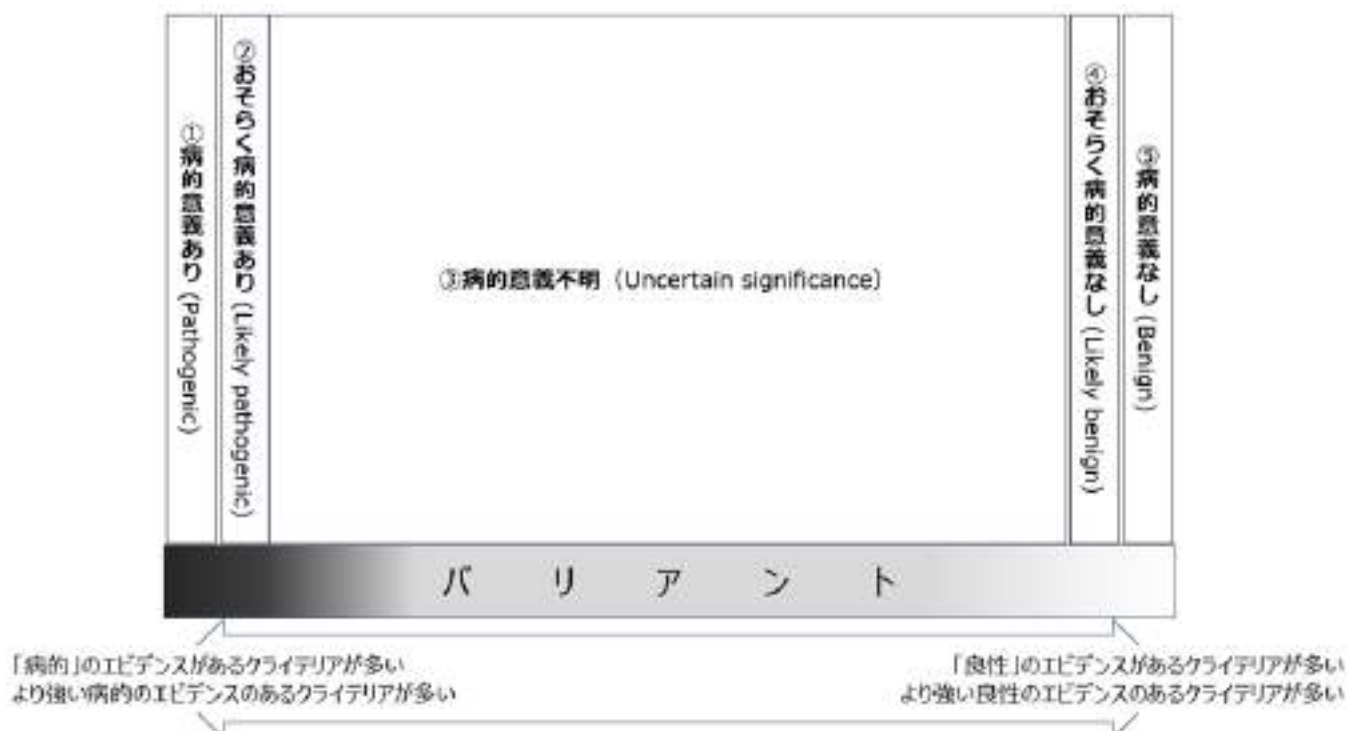 ①病的意義あり (Pathogenic)
②おそらく病的意義あり (Likely pathogenic)
③病的意義不明 (Uncertain significance)
④おそらく病的意義なし (Likely benign)
⑤病的意義なし (Benign)
バリアント
「病的」のエビデンスがあるクライテリアが多い
より強い病的のエビデンスのあるクライテリアが多い
「良性」のエビデンスがあるクライテリアが多い
より強い良性のエビデンスのあるクライテリアが多い